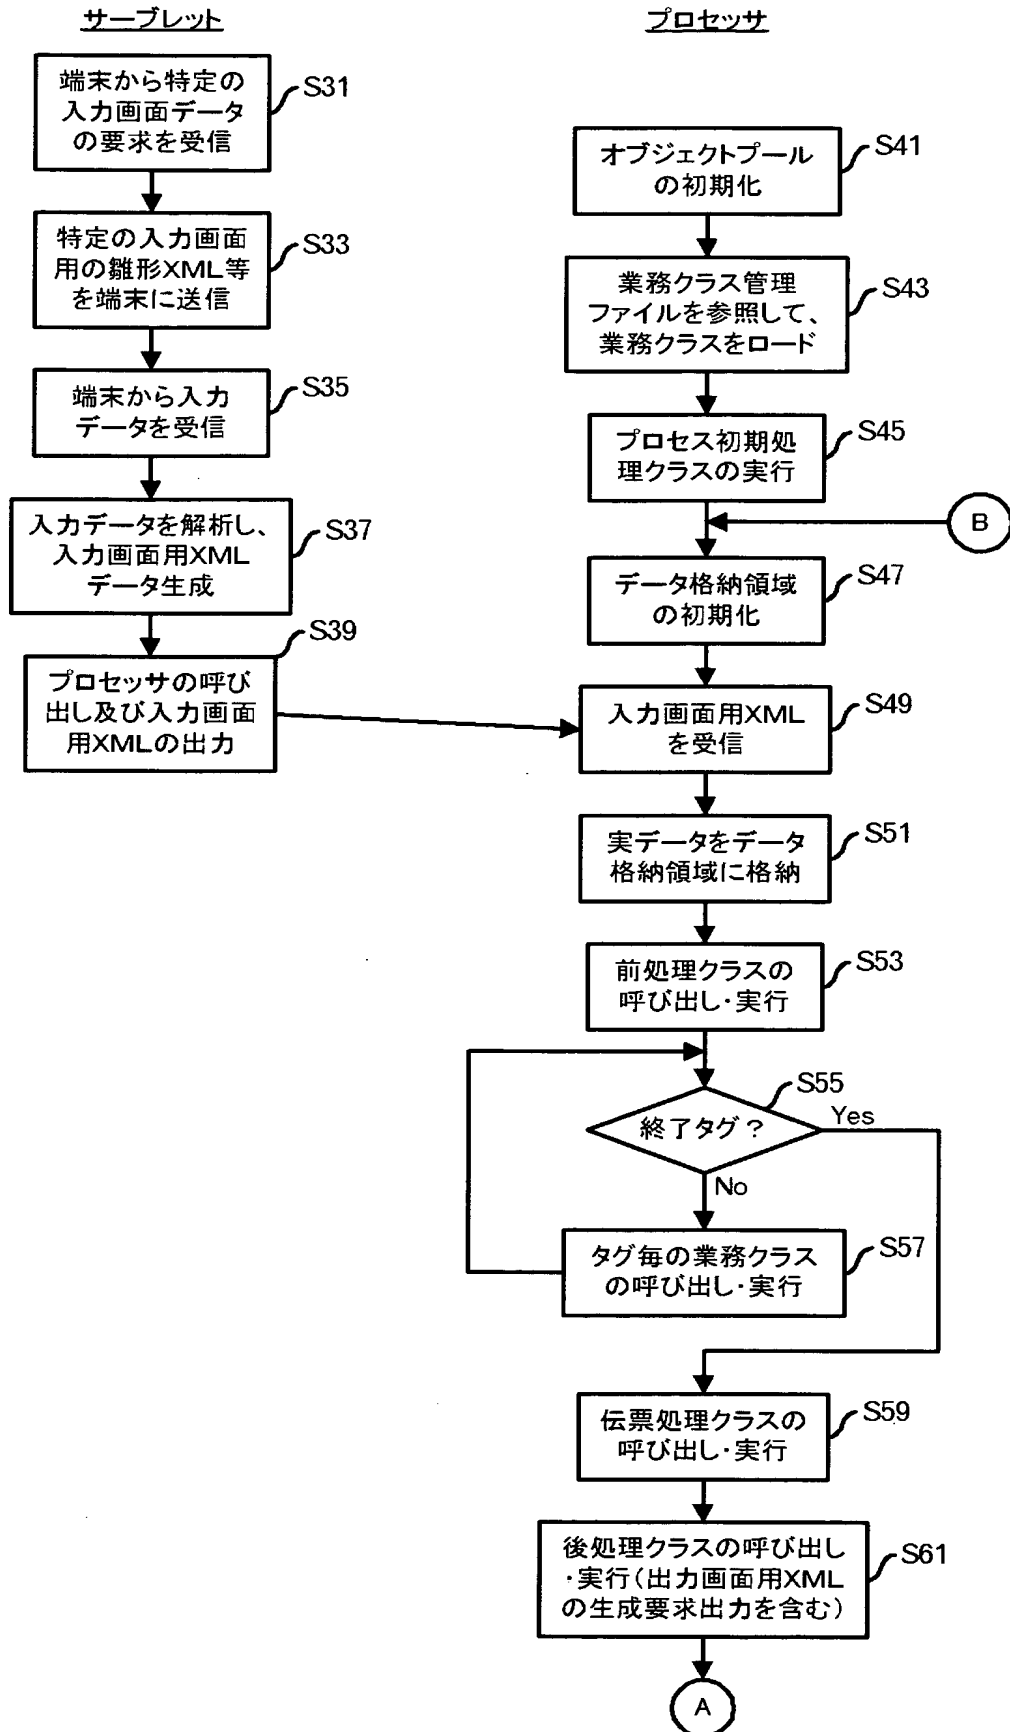 サーブレット
端末から特定の
入力画面データ
の要求を受信
S31
特定の入力画面
用の雛形XML等
を端末に送信
S33
端末から入力
データを受信
S35
入力データを解析し、
入力画面用XML
データ生成
S37
プロセッサの呼び
出し及び入力画面
用XMLの出力
S39
プロセッサ
オブジェクトプール
の初期化
S41
業務クラス管理
ファイルを参照して、
業務クラスをロード
S43
プロセス初期処
理クラスの実行
S45
B
データ格納領域
の初期化
S47
入力画面用XML
を受信
S49
実データをデータ
格納領域に格納
S51
前処理クラスの
呼び出し・実行
S53
終了タグ？
S55
Yes
No
タグ毎の業務クラス
の呼び出し・実行
S57
伝票処理クラスの
呼び出し・実行
S59
後処理クラスの呼び出し
・実行(出力画面用XML
の生成要求出力を含む)
S61
A